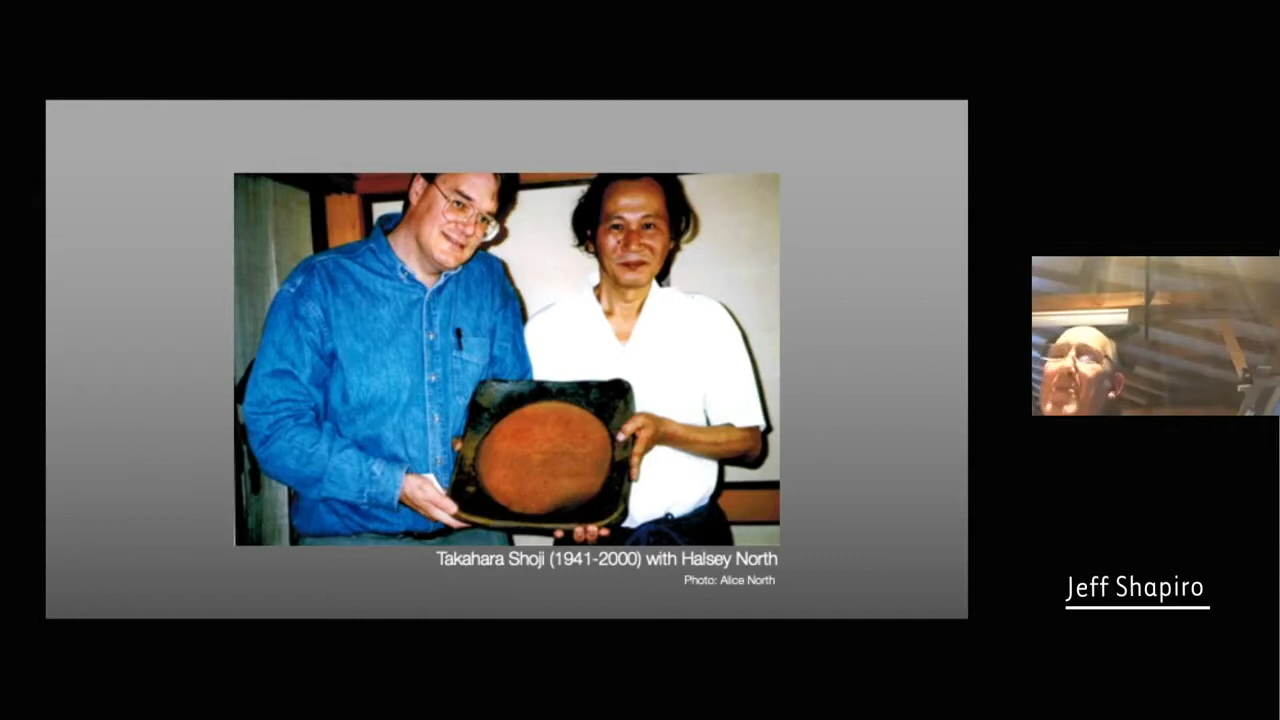 Takahara Shoji (1941-2000) with Halsey North
Photo: Alice North
Jeff Shapiro